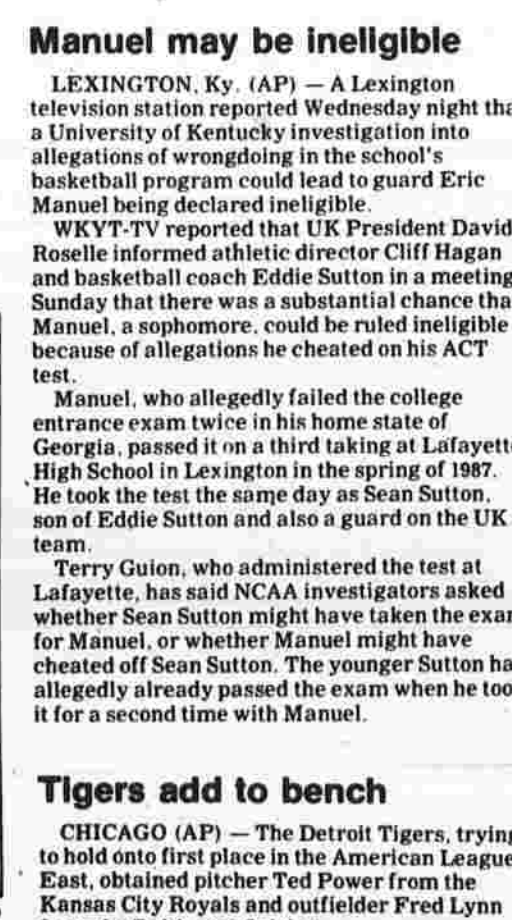 Manuel may be ineligible
LEXINGTON, Ky. (AP) — A Lexington
television station reported Wednesday night tha
a University of Kentucky investigation into
allegations of wrongdoing in the school's
basketball program could lead to guard Eric
Manuel being declared ineligible.
WKYT-TV reported that UK President David
Roselle informed athletic director Cliff Hagan
and basketball coach Eddie Sutton in a meeting
Sunday that there was a substantial chance tha
Manuel, a sophomore, could be ruled ineligible
because of allegations he cheated on his ACT
test.
Manuel, who allegedly failed the college
entrance exam twice in his home state of
Georgia, passed it on a third taking at Lafayett
High School in Lexington in the spring of 1987.
He took the test the same day as Sean Sutton,
son of Eddie Sutton and also a guard on the UK
team.
Terry Guion, who administered the test at
Lafayette, has said NCAA investigators asked
whether Sean Sutton might have taken the exam
for Manuel, or whether Manuel might have
cheated off Sean Sutton. The younger Sutton ha
allegedly already passed the exam when he too
it for a second time with Manuel.
Tigers add to bench
CHICAGO (AP) — The Detroit Tigers, trying
to hold onto first place in the American League
East, obtained pitcher Ted Power from the
Kansas City Royals and outfielder Fred Lynn